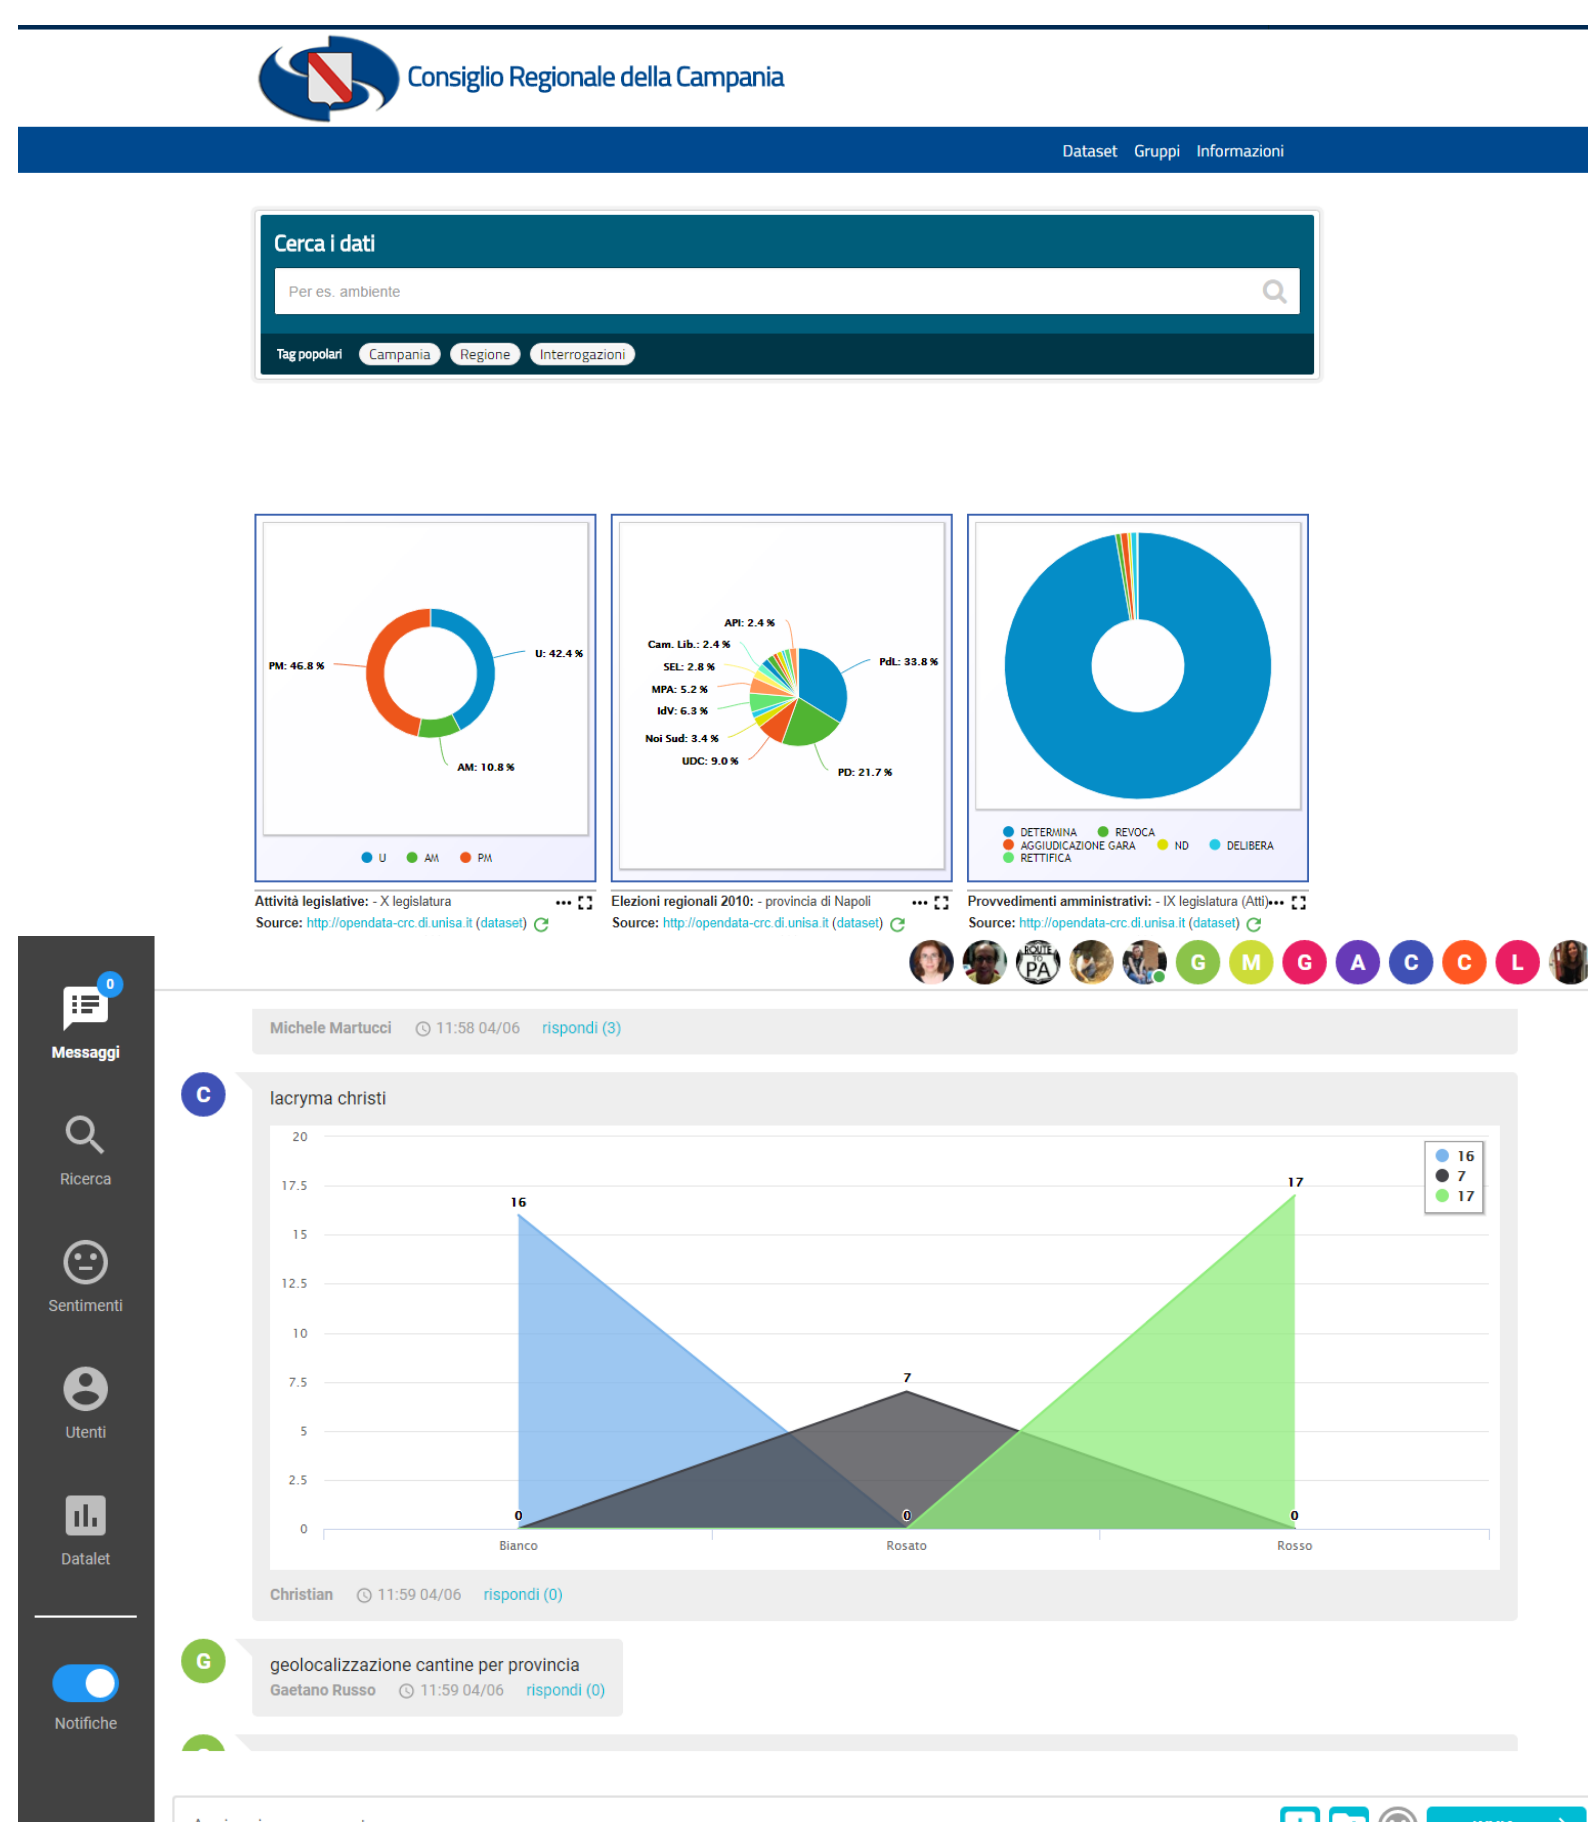 Consiglio Regionale della Campania
Dataset Gruppi Informazioni
Cerca i dati
Per es. ambiente
Tag popolari Campania Regione Interrogazioni
PM: 46.8 %
U: 42.4 %
AM: 10.8 %
U AM PM
Attività legislative: - X legislatura
Source: http://opendata-crc.di.unisa.it (dataset)
API: 2.4 %
Cam. Lib.: 2.4 %
SEL: 2.8 %
MPA: 5.2 %
IdV: 6.3 %
Noi Sud: 3.4 %
UDC: 9.0 %
PdL: 33.8 %
PD: 21.7 %
Elezioni regionali 2010: - provincia di Napoli
Source: http://opendata-crc.di.unisa.it (dataset)
DETERMINA REVOCA
AGGIUDICAZIONE GARA ND DELIBERA
RETTIFICA
Provvedimenti amministrativi: - IX legislatura (Atti)
Source: http://opendata-crc.di.unisa.it (dataset)
ROUTE TO PA
G M G A C C L
0
Messaggi
Ricerca
Sentimenti
Utenti
Datalet
Notifiche
Michele Martucci 11:58 04/06 rispondi (3)
C
lacryma christi
20
17.5
15
12.5
10
7.5
5
2.5
0
16
7
17
0
0
0
Bianco Rosato Rosso
16
7
17
Christian 11:59 04/06 rispondi (0)
G
geolocalizzazione cantine per provincia
Gaetano Russo 11:59 04/06 rispondi (0)